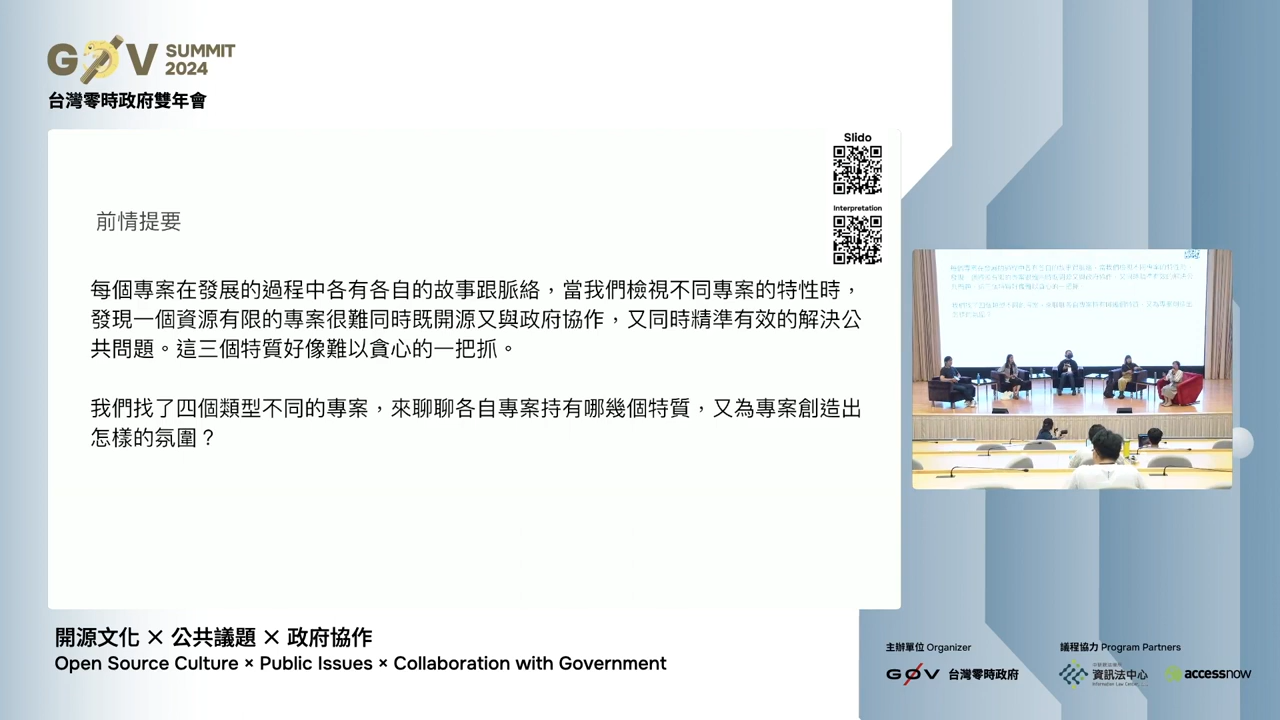 G0V SUMMIT 2024
台灣零時政府雙年會
Slido
Interpretation
前情提要
每個專案在發展的過程中各有各自的故事跟脈絡，當我們檢視不同專案的特性時，
發現一個資源有限的專案很難同時既開源又與政府協作，又同時精準有效的解決公
共問題。這三個特質好像難以貪心的一把抓。
我們找了四個類型不同的專案，來聊聊各自專案持有哪幾個特質，又為專案創造出
怎樣的氛圍？
開源文化 × 公共議題 × 政府協作
Open Source Culture × Public Issues × Collaboration with Government
主辦單位 Organizer
議程協力 Program Partners
G0V 台灣零時政府
資訊法中心
Information Law Center
accessnow